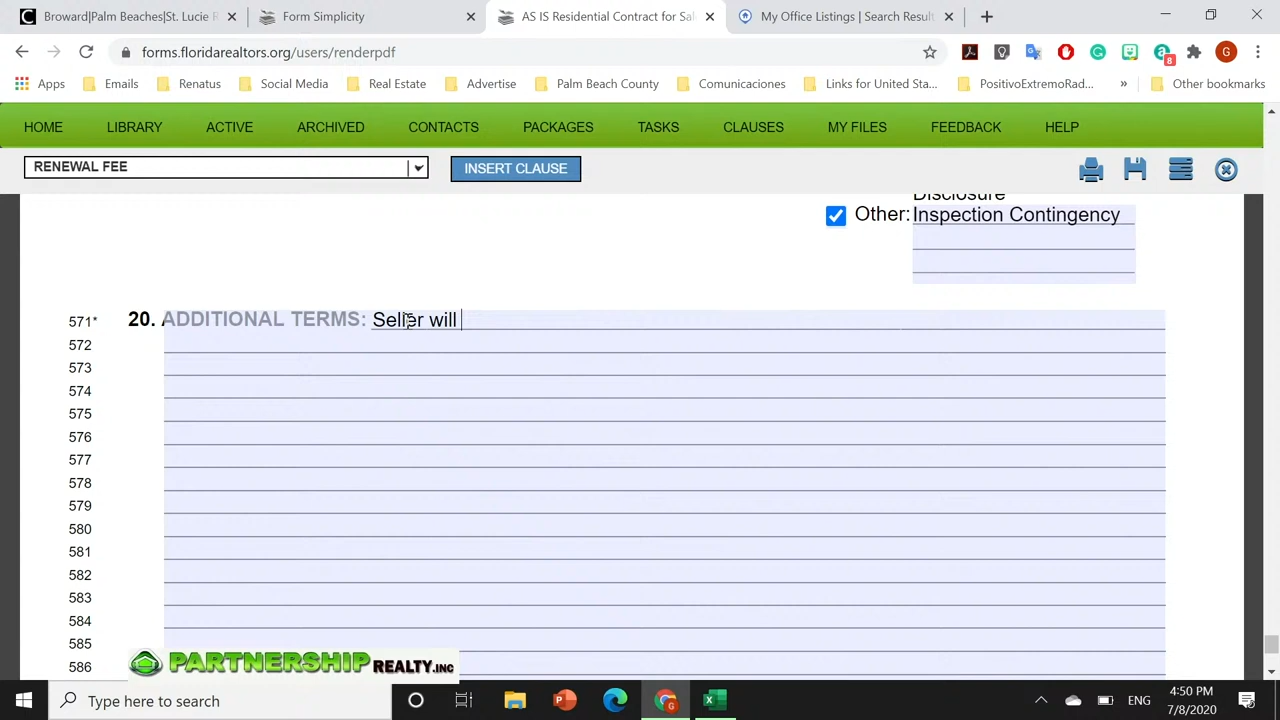 Broward|Palm Beaches|St. Lucie R
Form Simplicity
AS IS Residential Contract for Sal
My Office Listings | Search Result
forms.floridarealtors.org/users/renderpdf
8
G
Apps
Emails
Renatus
Social Media
Real Estate
Advertise
Palm Beach County
Comunicaciones
Links for United Sta...
PositivoExtremoRad...
»
Other bookmarks
HOME
LIBRARY
ACTIVE
ARCHIVED
CONTACTS
PACKAGES
TASKS
CLAUSES
MY FILES
FEEDBACK
HELP
RENEWAL FEE
INSERT CLAUSE
Disclosure
Other: Inspection Contingency
571* 20. ADDITIONAL TERMS: Seller will
572
573
574
575
576
577
578
579
580
581
582
583
584
585
586
PARTNERSHIP REALTY.INC
Type here to search
ENG
4:50 PM
7/8/2020